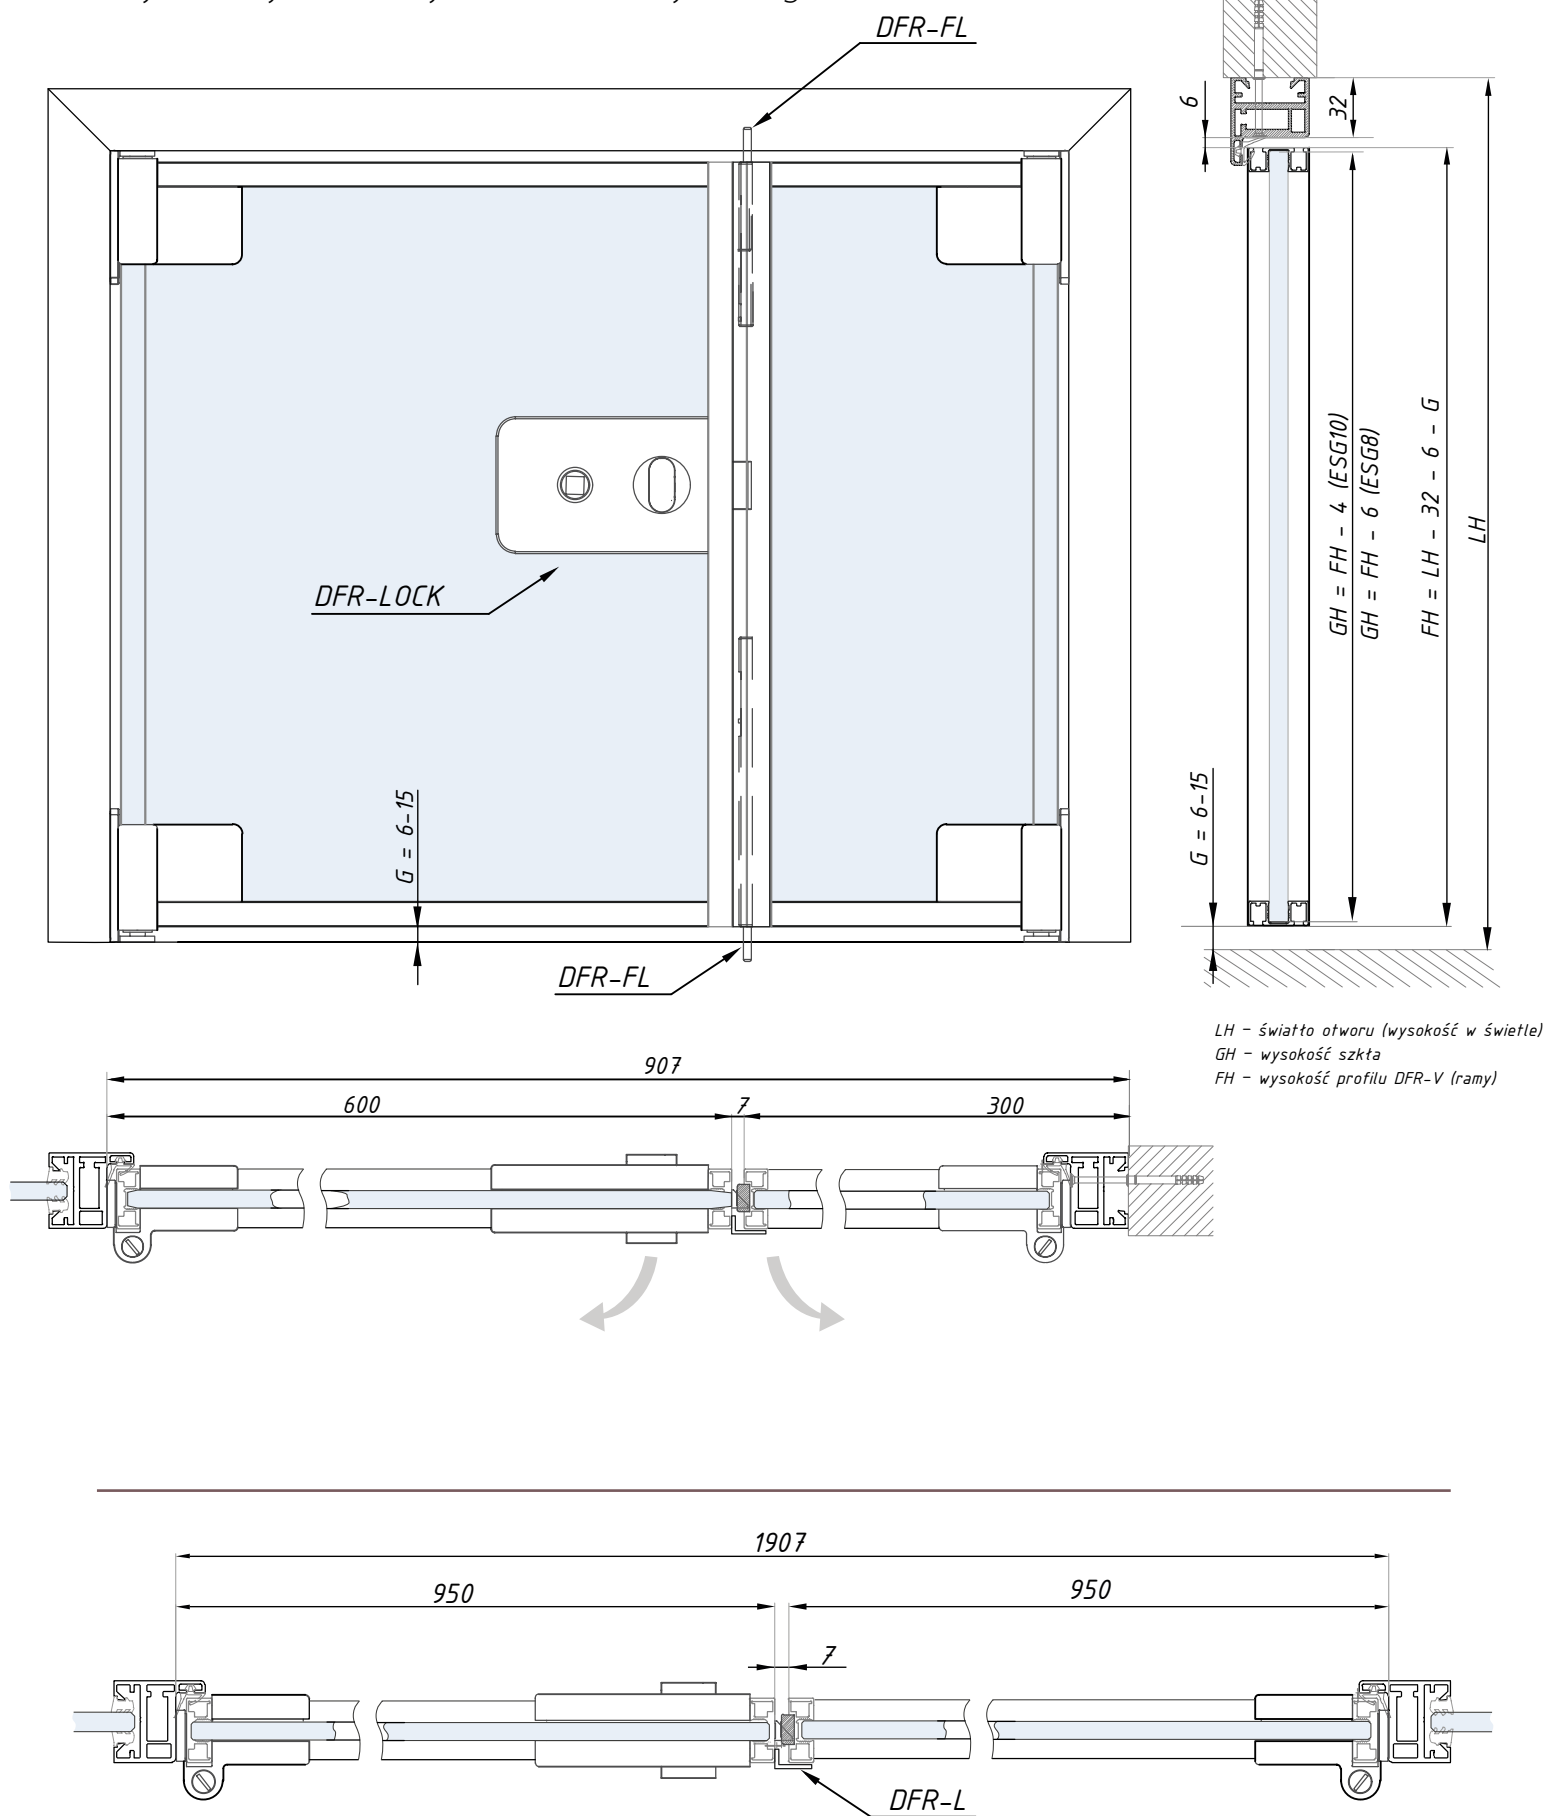 DFR-FL
6
32
GH = FH - 4 (ESG10)
GH = FH - 6 (ESG8)
FH = LH - 32 - 6 - G
LH
DFR-LOCK
G = 6-15
G = 6-15
DFR-FL
LH - światło otworu (wysokość w świetle)
GH - wysokość szkła
FH - wysokość profilu DFR-V (ramy)
907
600
7
300
1907
950
950
7
DFR-L